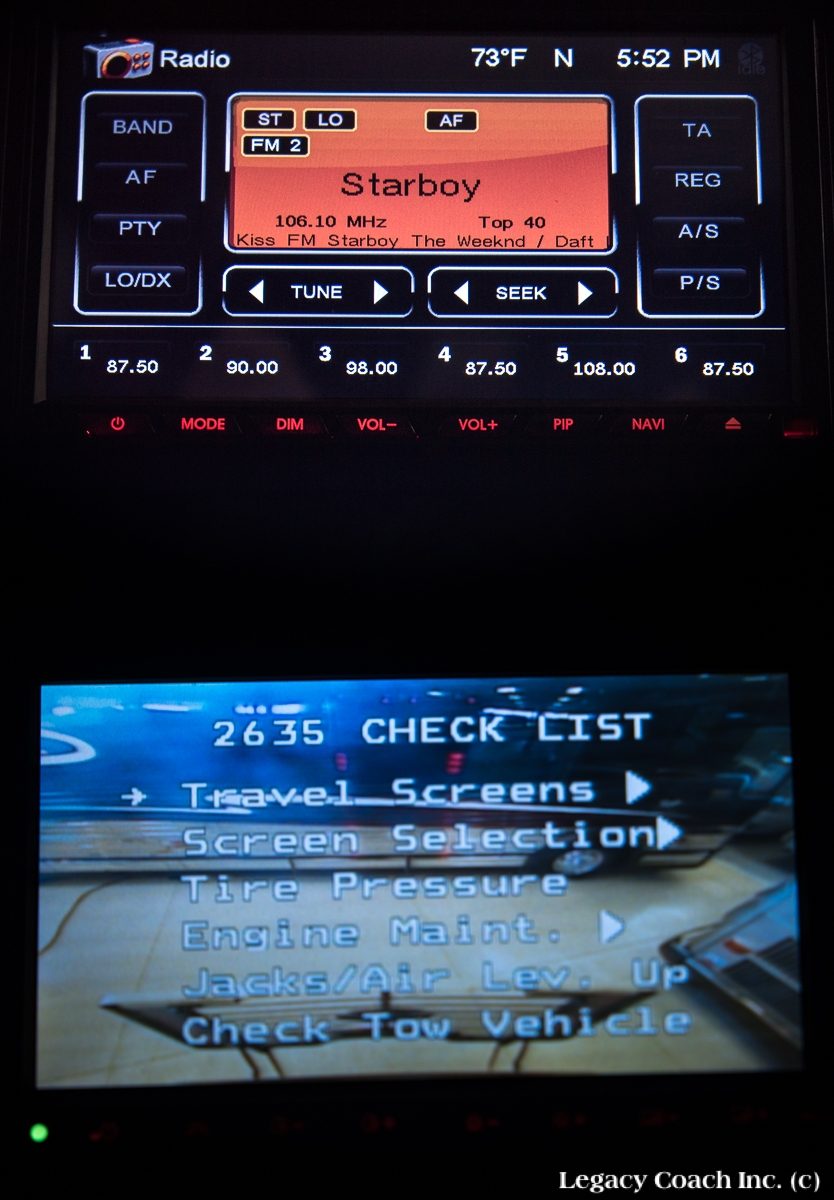 Radio 73°F N 5:52 PM idle
BAND ST LO AF TA
FM 2
AF Starboy REG
PTY 106.10 MHz Top 40 A/S
Kiss FM Starboy The Weeknd / Daft
LO/DX TUNE SEEK P/S
1 87.50 2 90.00 3 98.00 4 87.50 5 108.00 6 87.50
MODE DIM VOL- VOL+ PIP NAVI
2635 CHECK LIST
Travel Screens
Screen Selection
Tire Pressure
Engine Maint.
Jacks/Air Lev. Up
Check Tow Vehicle
Legacy Coach Inc. (c)